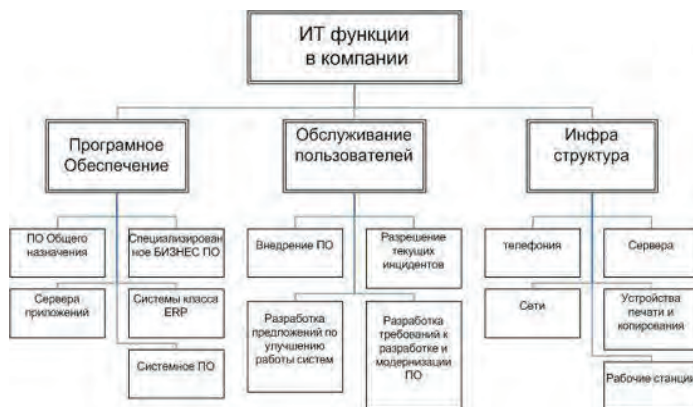 ИТ функции
в компании
Програмное
Обеспечение
Обслуживание
пользователей
Инфра
структура
ПО Общего
назначения
Специализирован
ное БИЗНЕС ПО
Сервера
приложений
Системы класса
ERP
Системное ПО
Внедрение ПО
Разрешение
текущих
инцидентов
Разработка
предложений по
улучшению
работы систем
Разработка
требований к
разработке и
модернизации
ПО
телефония
Сервера
Сети
Устройства
печати и
копирования
Рабочие станции